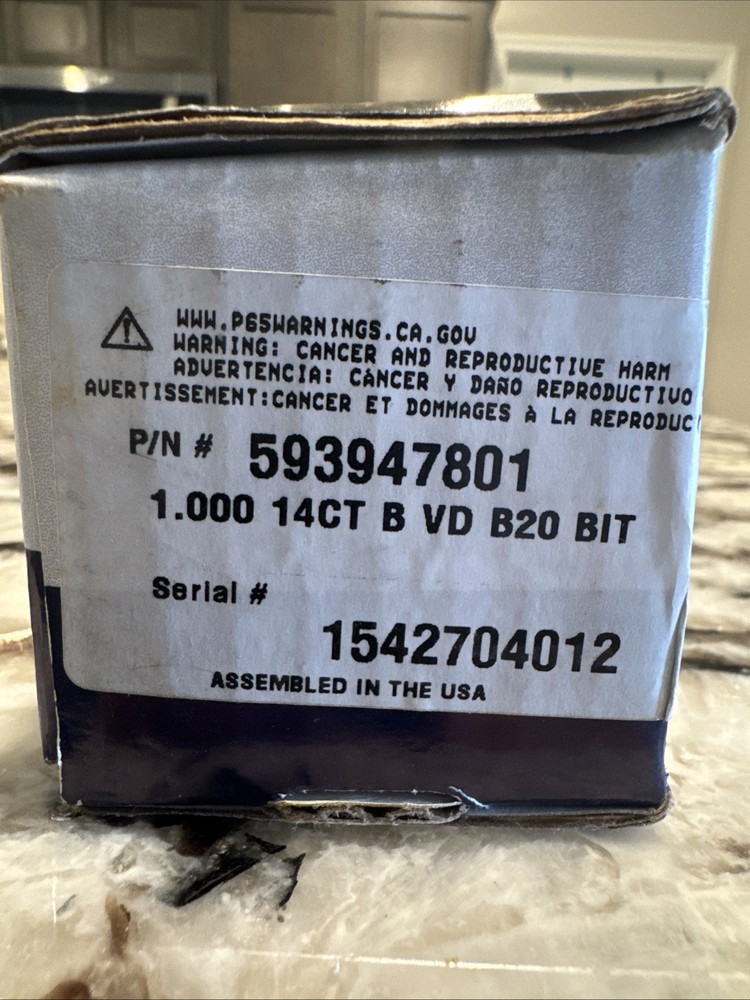 WWW.P65WARNINGS.CA.GOV
WARNING: CANCER AND REPRODUCTIVE HARM
ADVERTENCIA: CÁNCER Y DAÑO REPRODUCTIVO
AVERTISSEMENT:CANCER ET DOMMAGES À LA REPRODUC
P/N # 593947801
1.000 14CT B VD B20 BIT
Serial #
1542704012
ASSEMBLED IN THE USA